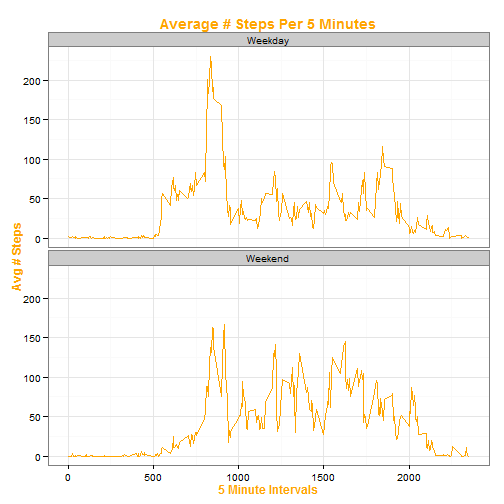 Average # Steps Per 5 Minutes
Weekday
200
150
100
50
0
Weekend
200
150
100
50
0
Avg # Steps
0 500 1000 1500 2000
5 Minute Intervals